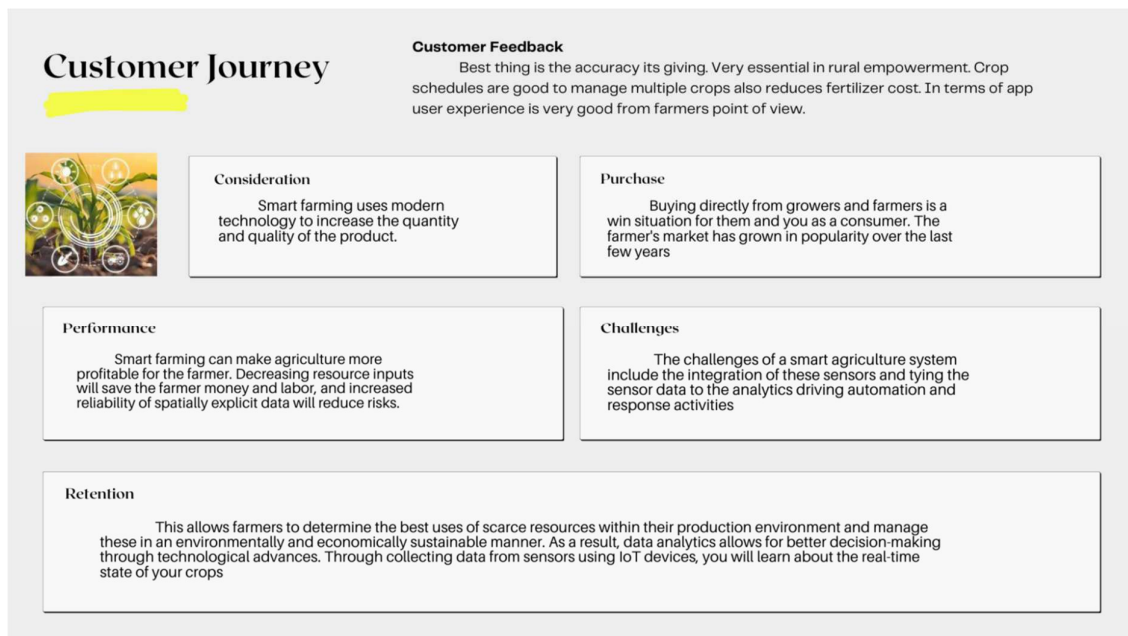 Customer Journey
Customer Feedback
Best thing is the accuracy its giving. Very essential in rural empowerment. Crop
schedules are good to manage multiple crops also reduces fertilizer cost. In terms of app
user experience is very good from farmers point of view.
Consideration
Smart farming uses modern
technology to increase the quantity
and quality of the product.
Purchase
Buying directly from growers and farmers is a
win situation for them and you as a consumer. The
farmer's market has grown in popularity over the last
few years
Performance
Smart farming can make agriculture more
profitable for the farmer. Decreasing resource inputs
will save the farmer money and labor, and increased
reliability of spatially explicit data will reduce risks.
Challenges
The challenges of a smart agriculture system
include the integration of these sensors and tying the
sensor data to the analytics driving automation and
response activities
Retention
This allows farmers to determine the best uses of scarce resources within their production environment and manage
these in an environmentally and economically sustainable manner. As a result, data analytics allows for better decision-making
through technological advances. Through collecting data from sensors using IoT devices, you will learn about the real-time
state of your crops